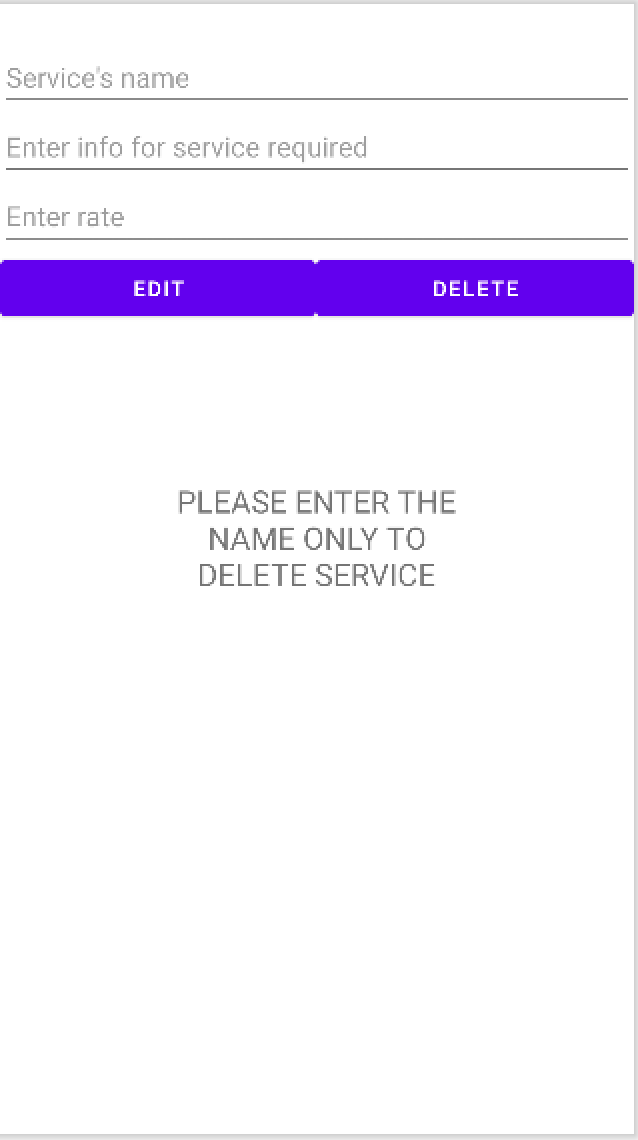 Service's name
Enter info for service required
Enter rate
EDIT
DELETE
PLEASE ENTER THE
NAME ONLY TO
DELETE SERVICE